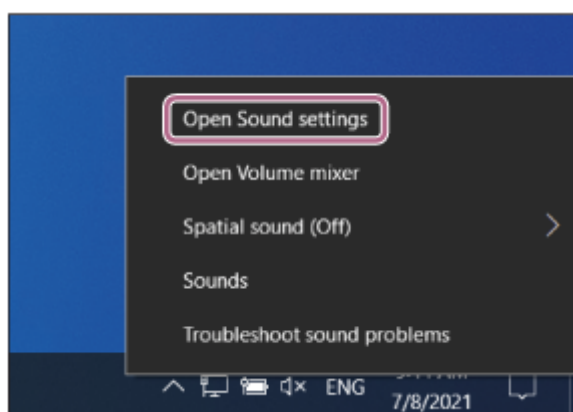 Open Sound settings
Open Volume mixer
Spatial sound (Off)
Sounds
Troubleshoot sound problems
ENG
7/8/2021